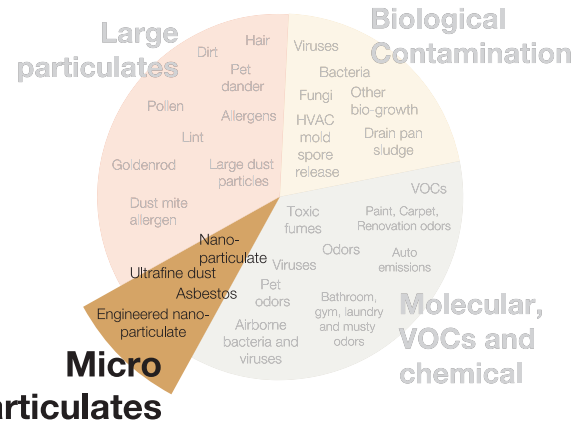 Large
particulates
Hair
Dirt
Pet
dander
Pollen
Allergens
Lint
Goldenrod
Large dust
particles
Dust mite
allergen
Biological
Contamination
Viruses
Bacteria
Fungi
Other
bio-growth
HVAC
mold
spore
release
Drain pan
sludge
VOCs
Toxic
fumes
Paint, Carpet,
Renovation odors
Odors
Auto
emissions
Viruses
Pet
odors
Bathroom,
gym, laundry
and musty
odors
Airborne
bacteria and
viruses
Molecular,
VOCs and
chemical
Nano-
particulate
Ultrafine dust
Asbestos
Engineered nano-
particulate
Micro
articulates